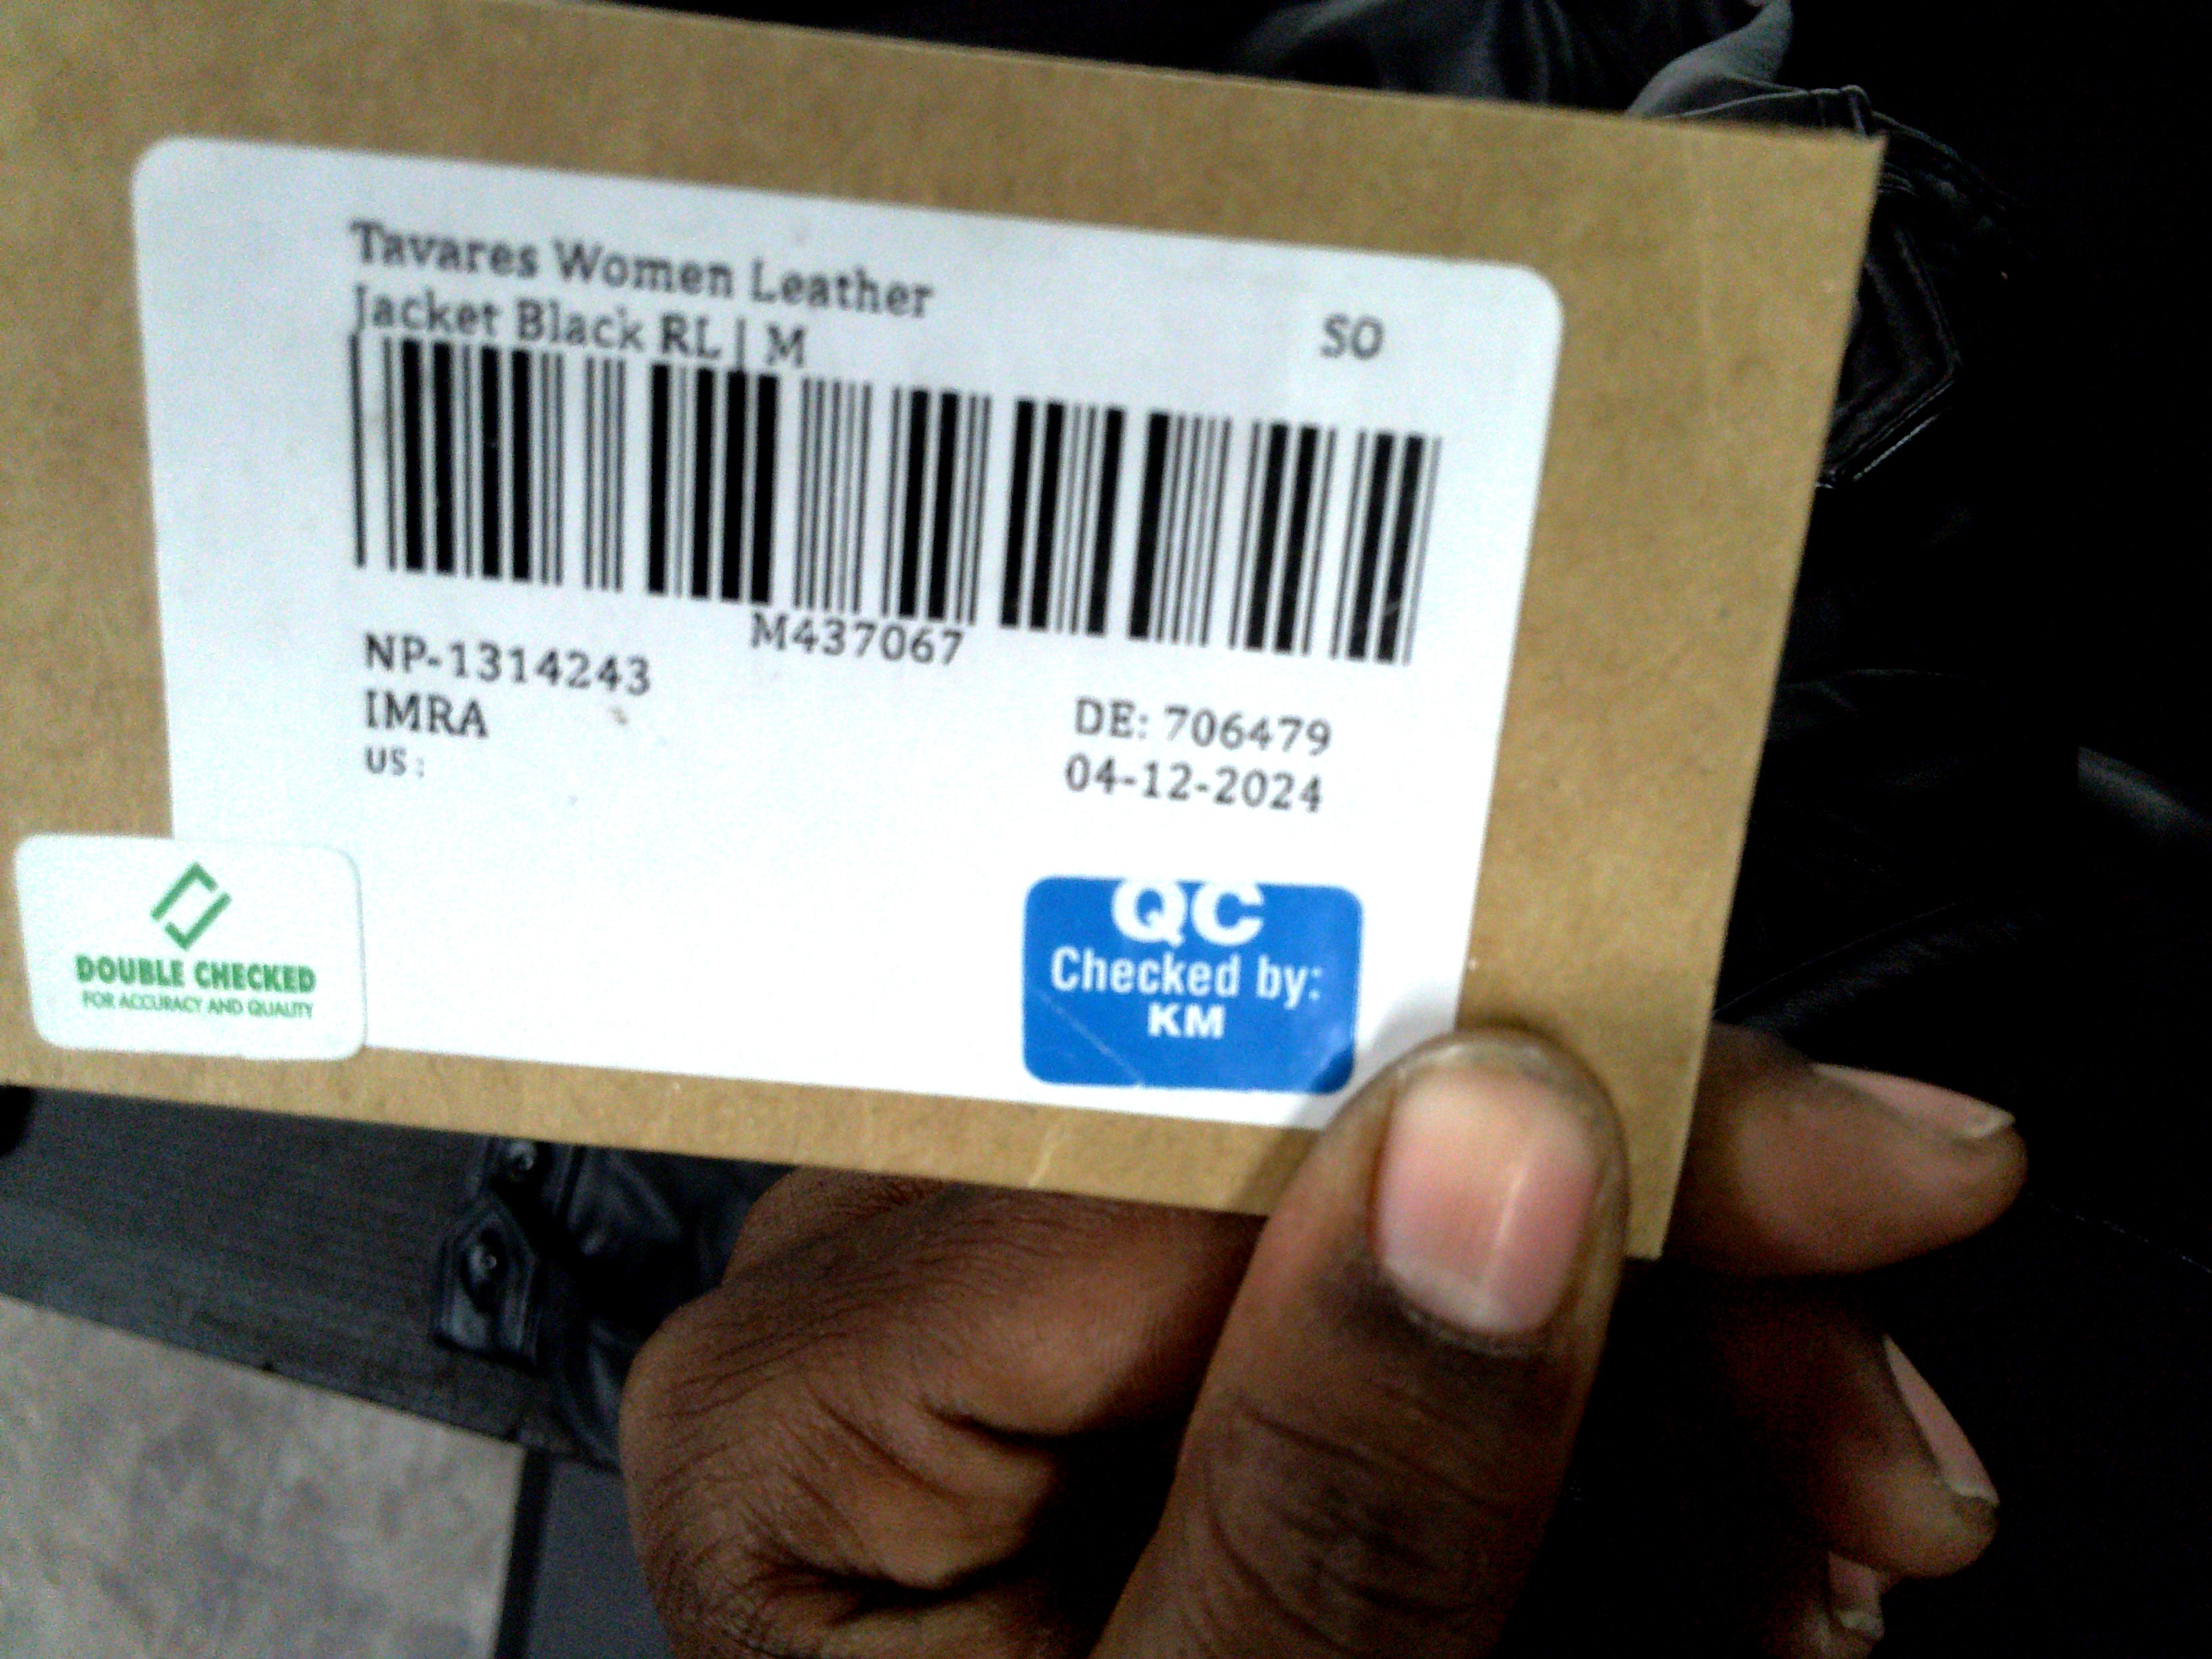 Tavares Women Leather
Jacket Black RL | M
SO
M437067
NP-1314243
IMRA
US :
DE: 706479
04-12-2024
DOUBLE CHECKED
FOR ACCURACY AND QUALITY
QC
Checked by:
KM